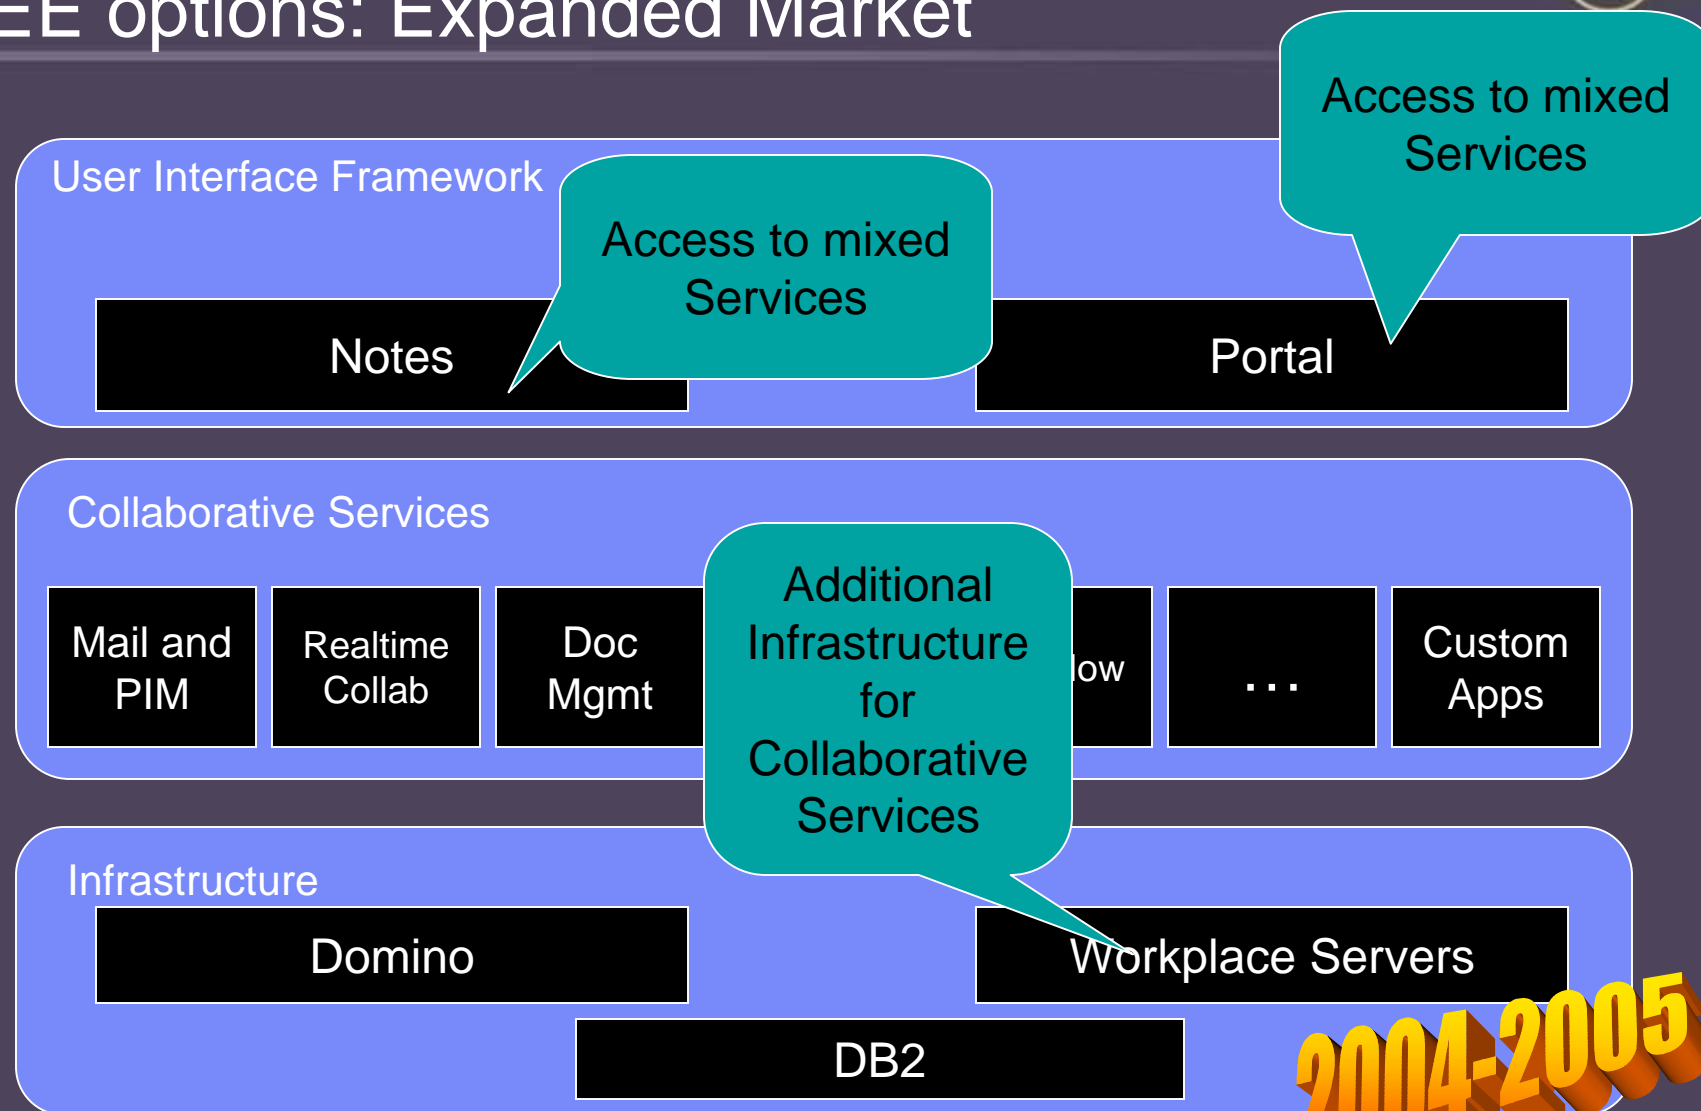 EE options: Expanded Market
Access to mixed
Services
User Interface Framework
Access to mixed
Services
Notes
Portal
Collaborative Services
Mail and
PIM
Realtime
Collab
Doc
Mgmt
Additional
Infrastructure
for
Collaborative
Services
low
...
Custom
Apps
Infrastructure
Domino
Workplace Servers
DB2
2004-2005